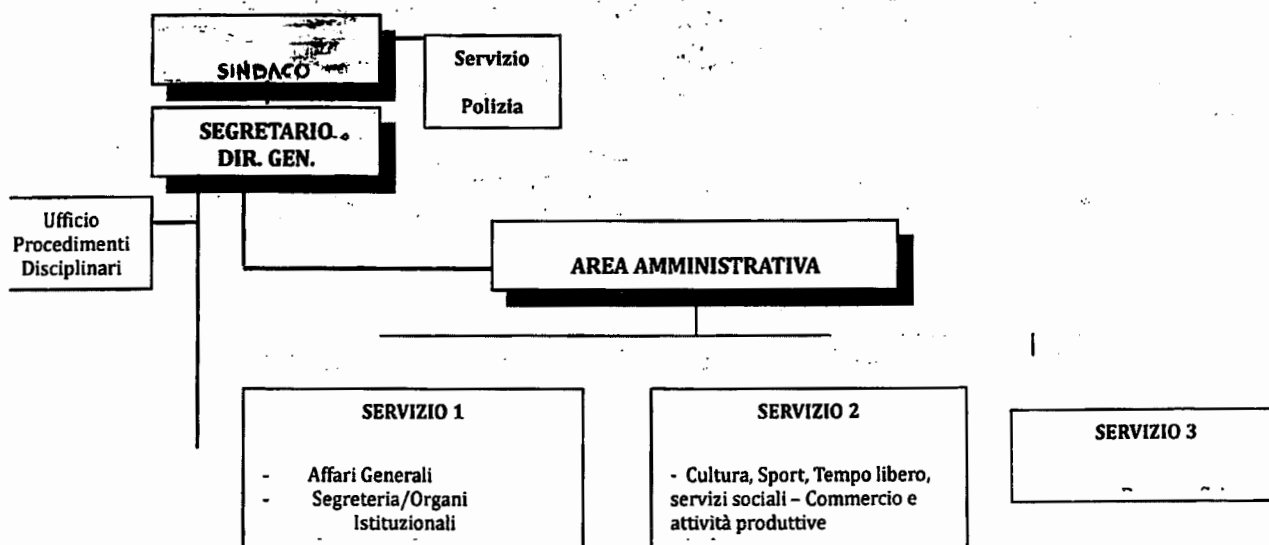 SINDACO
Servizio
Polizia
SEGRETARIO
DIR. GEN.
Ufficio
Procedimenti
Disciplinari
AREA AMMINISTRATIVA
SERVIZIO 1
- Affari Generali
- Segreteria/Organi
Istituzionali
SERVIZIO 2
- Cultura, Sport, Tempo libero,
servizi sociali – Commercio e
attività produttive
SERVIZIO 3